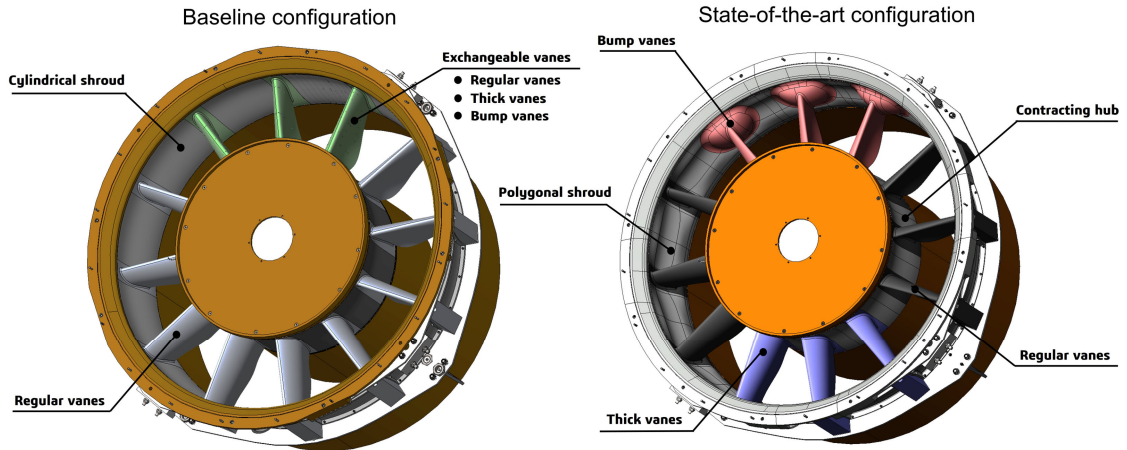 Baseline configuration
Cylindrical shroud
Exchangeable vanes
● Regular vanes
● Thick vanes
● Bump vanes
Regular vanes
State-of-the-art configuration
Bump vanes
Contracting hub
Polygonal shroud
Regular vanes
Thick vanes